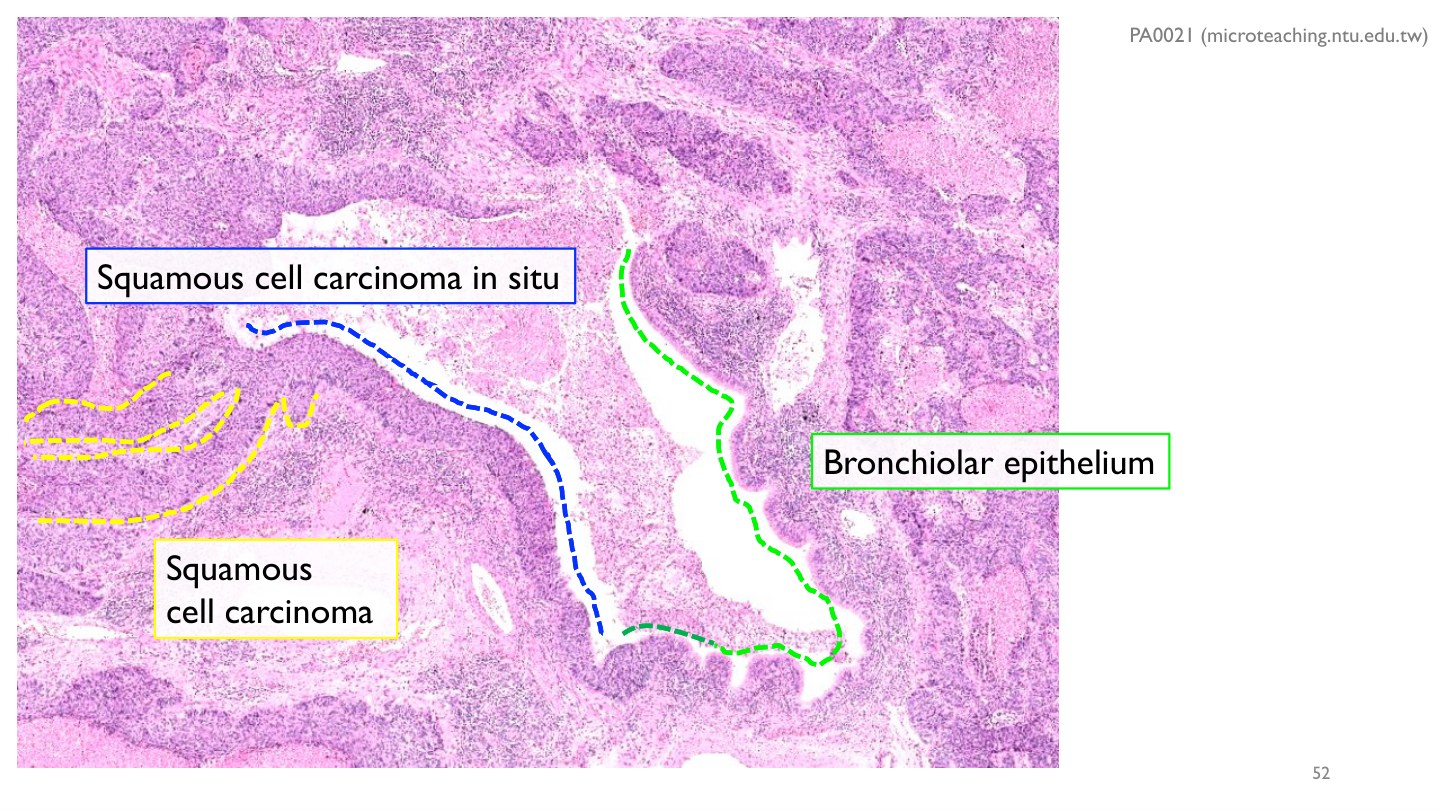 PA0021 (microteaching.ntu.edu.tw)
Squamous cell carcinoma in situ
Bronchiolar epithelium
Squamous
cell carcinoma
52